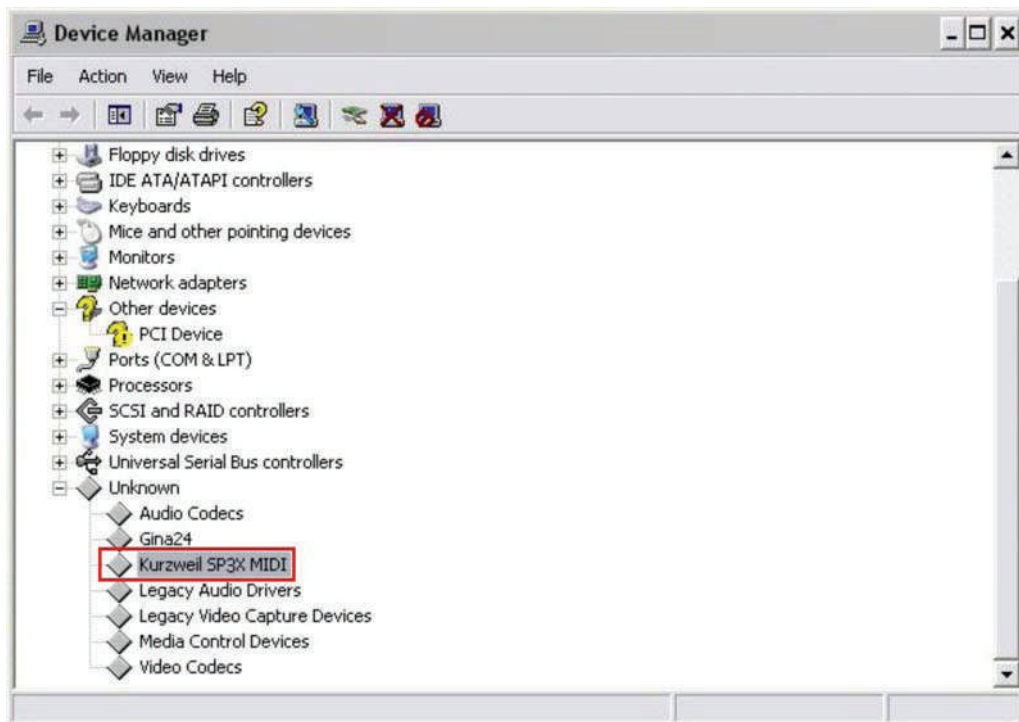 Device Manager
File Action View Help
Floppy disk drives
IDE ATA/ATAPI controllers
Keyboards
Mice and other pointing devices
Monitors
Network adapters
Other devices
PCI Device
Ports (COM & LPT)
Processors
SCSI and RAID controllers
System devices
Universal Serial Bus controllers
Unknown
Audio Codecs
Gina24
Kurzweil SP3X MIDI
Legacy Audio Drivers
Legacy Video Capture Devices
Media Control Devices
Video Codecs